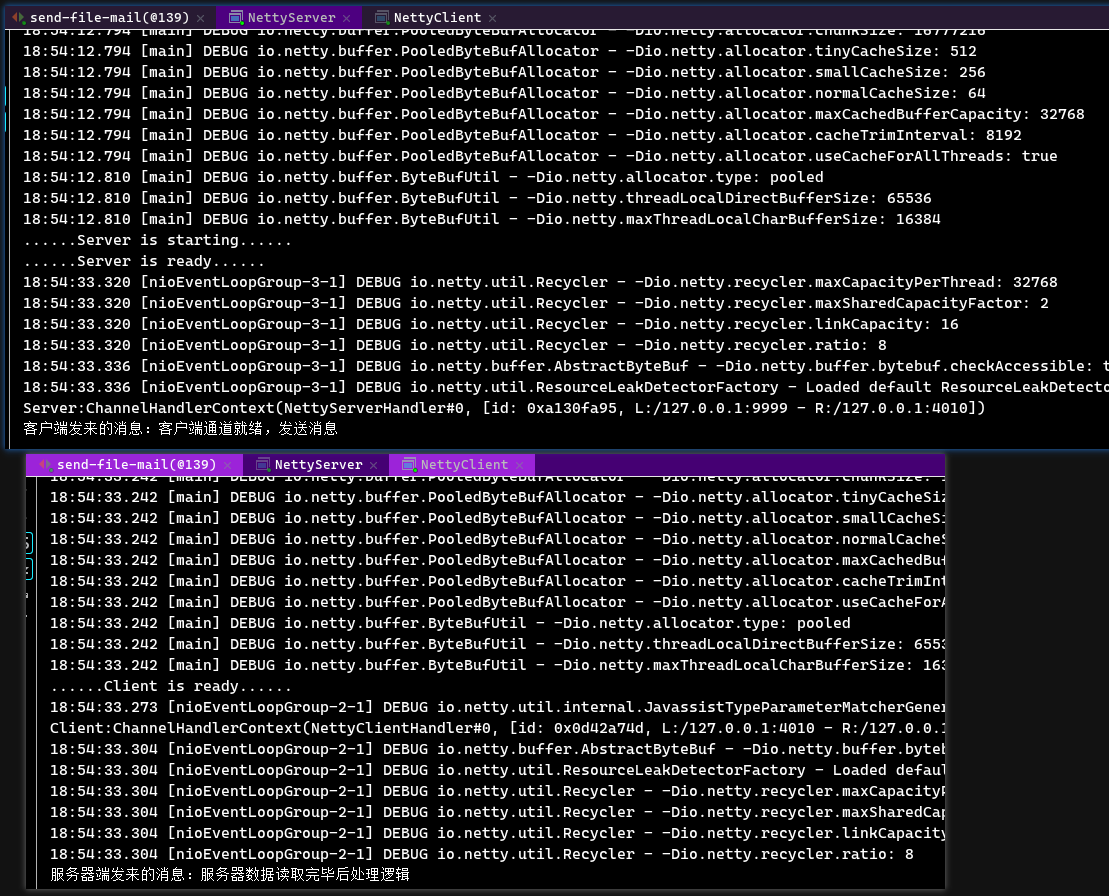 send-file-mail(@139) × NettyServer × NettyClient ×
18:54:12.794 [main] DEBUG io.netty.buffer.PooledByteBufAllocator - -Dio.netty.allocator.chunkSize: 16777216
18:54:12.794 [main] DEBUG io.netty.buffer.PooledByteBufAllocator - -Dio.netty.allocator.tinyCacheSize: 512
18:54:12.794 [main] DEBUG io.netty.buffer.PooledByteBufAllocator - -Dio.netty.allocator.smallCacheSize: 256
18:54:12.794 [main] DEBUG io.netty.buffer.PooledByteBufAllocator - -Dio.netty.allocator.normalCacheSize: 64
18:54:12.794 [main] DEBUG io.netty.buffer.PooledByteBufAllocator - -Dio.netty.allocator.maxCachedBufferCapacity: 32768
18:54:12.794 [main] DEBUG io.netty.buffer.PooledByteBufAllocator - -Dio.netty.allocator.cacheTrimInterval: 8192
18:54:12.794 [main] DEBUG io.netty.buffer.PooledByteBufAllocator - -Dio.netty.allocator.useCacheForAllThreads: true
18:54:12.810 [main] DEBUG io.netty.buffer.ByteBufUtil - -Dio.netty.allocator.type: pooled
18:54:12.810 [main] DEBUG io.netty.buffer.ByteBufUtil - -Dio.netty.threadLocalDirectBufferSize: 65536
18:54:12.810 [main] DEBUG io.netty.buffer.ByteBufUtil - -Dio.netty.maxThreadLocalCharBufferSize: 16384
......Server is starting......
......Server is ready......
18:54:33.320 [nioEventLoopGroup-3-1] DEBUG io.netty.util.Recycler - -Dio.netty.recycler.maxCapacityPerThread: 32768
18:54:33.320 [nioEventLoopGroup-3-1] DEBUG io.netty.util.Recycler - -Dio.netty.recycler.maxSharedCapacityFactor: 2
18:54:33.320 [nioEventLoopGroup-3-1] DEBUG io.netty.util.Recycler - -Dio.netty.recycler.linkCapacity: 16
18:54:33.320 [nioEventLoopGroup-3-1] DEBUG io.netty.util.Recycler - -Dio.netty.recycler.ratio: 8
18:54:33.336 [nioEventLoopGroup-3-1] DEBUG io.netty.buffer.AbstractByteBuf - -Dio.netty.buffer.bytebuf.checkAccessible: t
18:54:33.336 [nioEventLoopGroup-3-1] DEBUG io.netty.util.ResourceLeakDetectorFactory - Loaded default ResourceLeakDetecto
Server:ChannelHandlerContext(NettyServerHandler#0, [id: 0xa130fa95, L:/127.0.0.1:9999 - R:/127.0.0.1:4010])
客户端发来的消息：客户端通道就绪，发送消息
send-file-mail(@139) × NettyServer × NettyClient ×
18:54:33.242 [main] DEBUG io.netty.buffer.PooledByteBufAllocator - -Dio.netty.allocator.chunkSize:
18:54:33.242 [main] DEBUG io.netty.buffer.PooledByteBufAllocator - -Dio.netty.allocator.tinyCacheSiz
18:54:33.242 [main] DEBUG io.netty.buffer.PooledByteBufAllocator - -Dio.netty.allocator.smallCacheSi
18:54:33.242 [main] DEBUG io.netty.buffer.PooledByteBufAllocator - -Dio.netty.allocator.normalCacheS
18:54:33.242 [main] DEBUG io.netty.buffer.PooledByteBufAllocator - -Dio.netty.allocator.maxCachedBuf
18:54:33.242 [main] DEBUG io.netty.buffer.PooledByteBufAllocator - -Dio.netty.allocator.cacheTrimInt
18:54:33.242 [main] DEBUG io.netty.buffer.PooledByteBufAllocator - -Dio.netty.allocator.useCacheForA
18:54:33.242 [main] DEBUG io.netty.buffer.ByteBufUtil - -Dio.netty.allocator.type: pooled
18:54:33.242 [main] DEBUG io.netty.buffer.ByteBufUtil - -Dio.netty.threadLocalDirectBufferSize: 6553
18:54:33.242 [main] DEBUG io.netty.buffer.ByteBufUtil - -Dio.netty.maxThreadLocalCharBufferSize: 163
......Client is ready......
18:54:33.273 [nioEventLoopGroup-2-1] DEBUG io.netty.util.internal.JavassistTypeParameterMatcherGener
Client:ChannelHandlerContext(NettyClientHandler#0, [id: 0x0d42a74d, L:/127.0.0.1:4010 - R:/127.0.0.1
18:54:33.304 [nioEventLoopGroup-2-1] DEBUG io.netty.buffer.AbstractByteBuf - -Dio.netty.buffer.byteb
18:54:33.304 [nioEventLoopGroup-2-1] DEBUG io.netty.util.ResourceLeakDetectorFactory - Loaded defaul
18:54:33.304 [nioEventLoopGroup-2-1] DEBUG io.netty.util.Recycler - -Dio.netty.recycler.maxCapacityP
18:54:33.304 [nioEventLoopGroup-2-1] DEBUG io.netty.util.Recycler - -Dio.netty.recycler.maxSharedCap
18:54:33.304 [nioEventLoopGroup-2-1] DEBUG io.netty.util.Recycler - -Dio.netty.recycler.linkCapacity
18:54:33.304 [nioEventLoopGroup-2-1] DEBUG io.netty.util.Recycler - -Dio.netty.recycler.ratio: 8
服务器端发来的消息：服务器数据读取完毕后处理逻辑